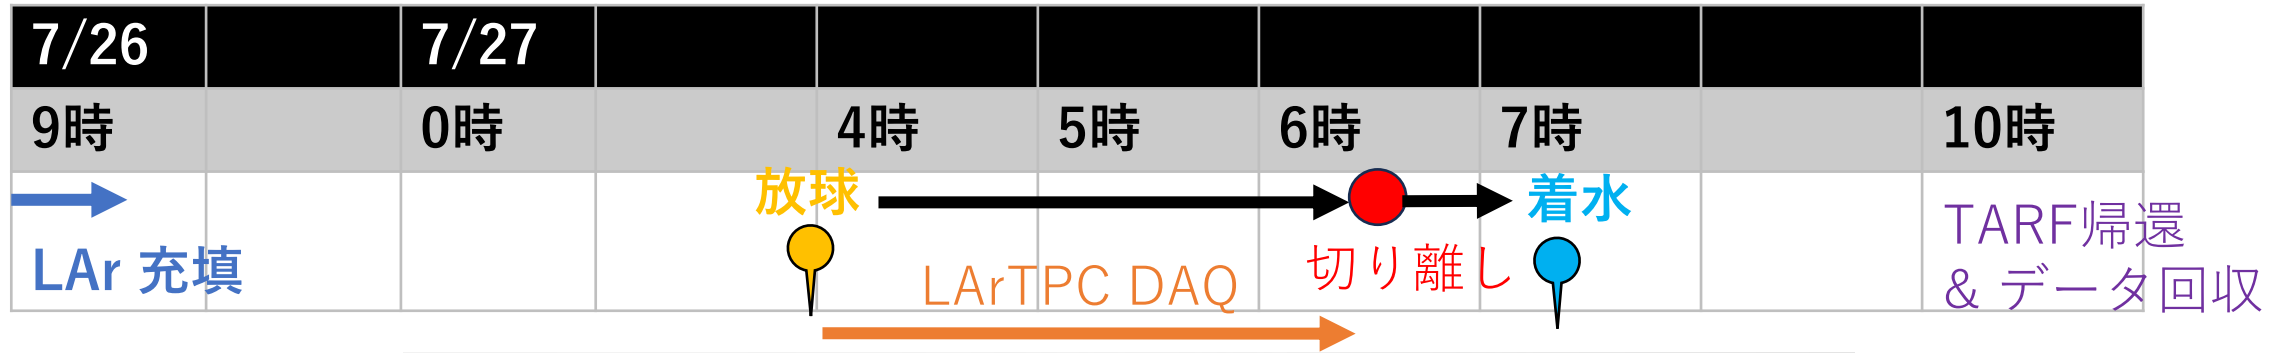 7/26 7/27
9時 0時 4時 5時 6時 7時 10時
放球 着水
LAr 充填 LArTPC DAQ 切り離し TARF帰還
& データ回収